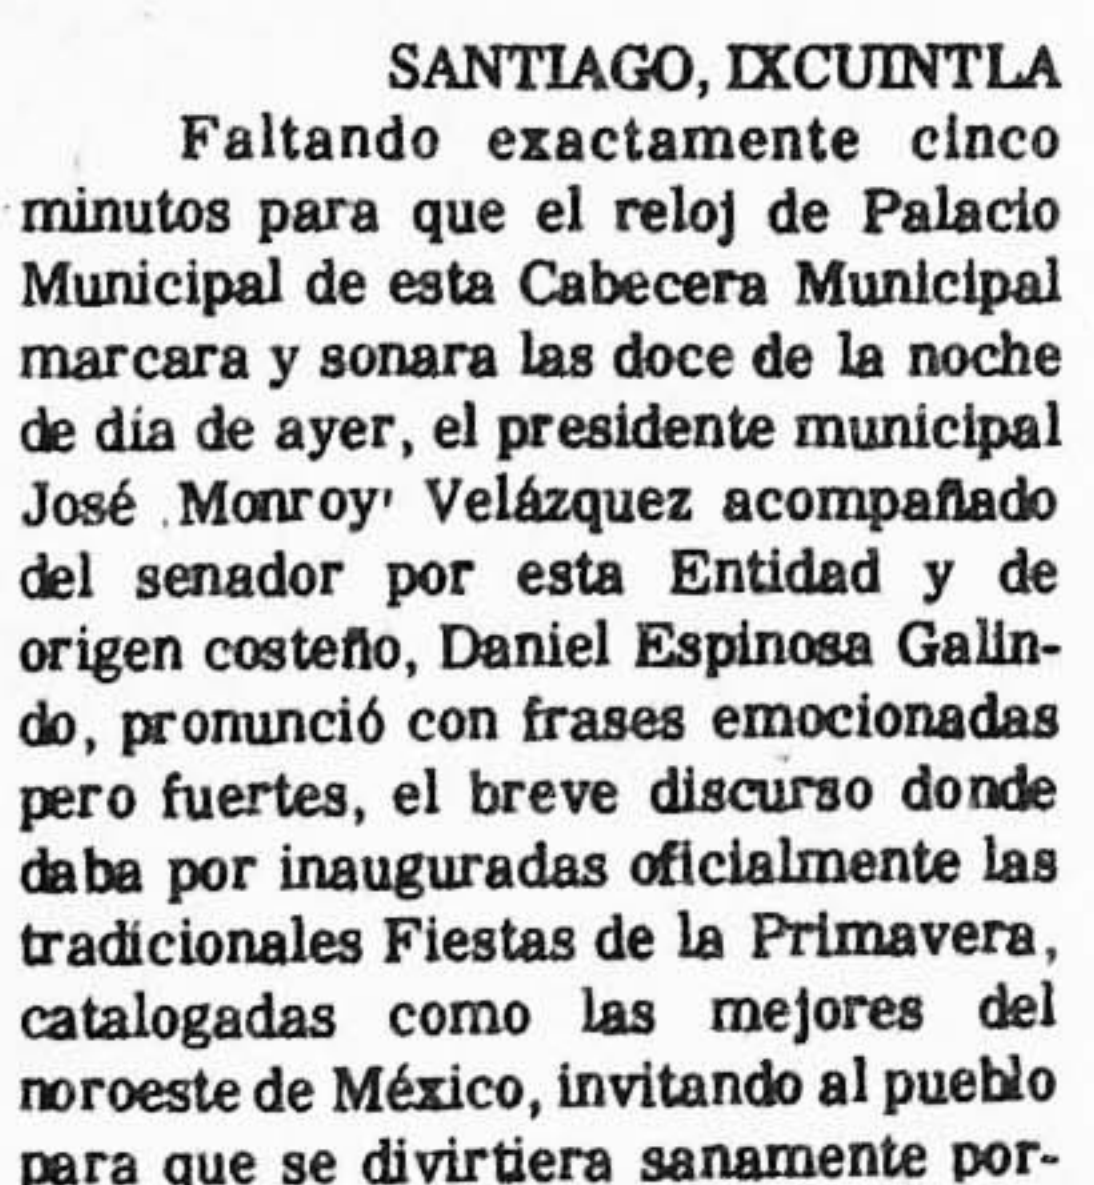 SANTIAGO, IXCUINTLA
Faltando exactamente cinco
minutos para que el reloj de Palacio
Municipal de esta Cabecera Municipal
marcara y sonara las doce de la noche
de día de ayer, el presidente municipal
José Monroy Velázquez acompañado
del senador por esta Entidad y de
origen costeño, Daniel Espinosa Galin-
do, pronunció con frases emocionadas
pero fuertes, el breve discurso donde
daba por inauguradas oficialmente las
tradicionales Fiestas de la Primavera,
catalogadas como las mejores del
noroeste de México, invitando al pueblo
para que se divirtiera sanamente por-